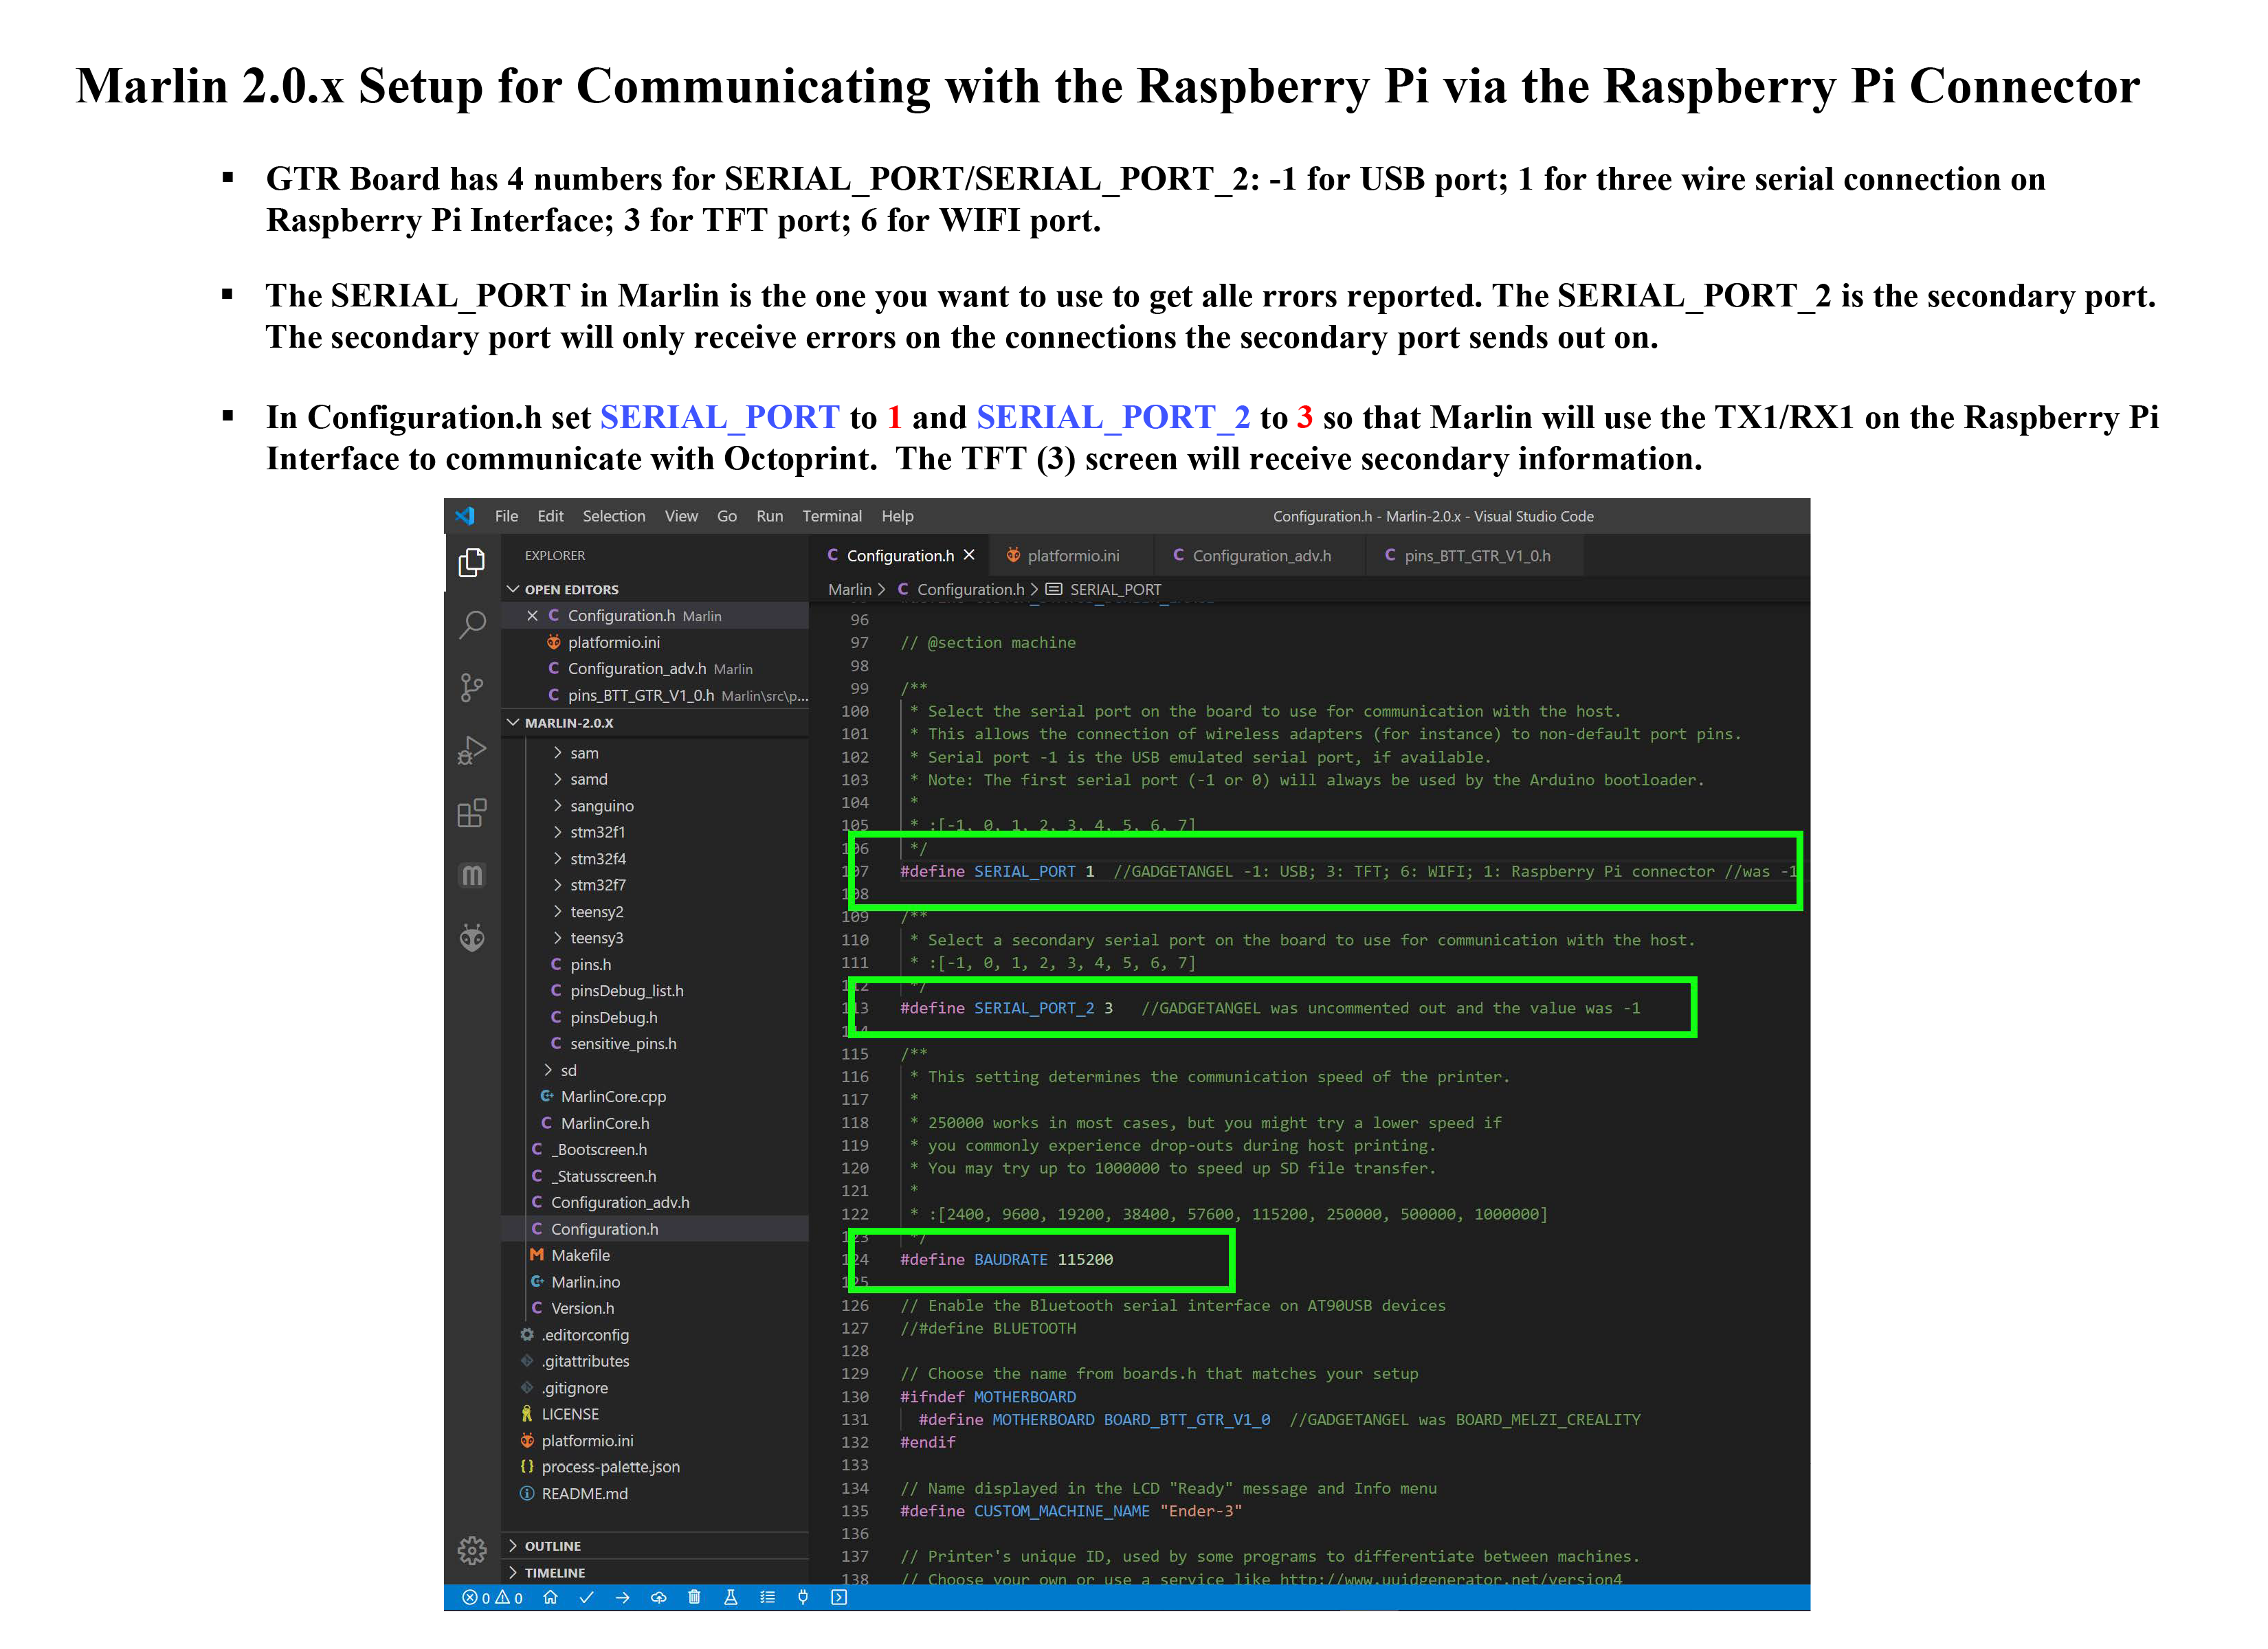 Marlin 2.0.x Setup for Communicating with the Raspberry Pi via the Raspberry Pi Connector
▪ GTR Board has 4 numbers for SERIAL_PORT/SERIAL_PORT_2: -1 for USB port; 1 for three wire serial connection on
Raspberry Pi Interface; 3 for TFT port; 6 for WIFI port.
▪ The SERIAL_PORT in Marlin is the one you want to use to get alle rrors reported. The SERIAL_PORT_2 is the secondary port.
The secondary port will only receive errors on the connections the secondary port sends out on.
▪ In Configuration.h set SERIAL_PORT to 1 and SERIAL_PORT_2 to 3 so that Marlin will use the TX1/RX1 on the Raspberry Pi
Interface to communicate with Octoprint. The TFT (3) screen will receive secondary information.
File Edit Selection View Go Run Terminal Help Configuration.h - Marlin-2.0.x - Visual Studio Code
EXPLORER
OPEN EDITORS
Configuration.h Marlin
platformio.ini
Configuration_adv.h Marlin
pins_BTT_GTR_V1_0.h Marlin\src\p...
MARLIN-2.0.X
sam
samd
sanguino
stm32f1
stm32f4
stm32f7
teensy2
teensy3
pins.h
pinsDebug_list.h
pinsDebug.h
sensitive_pins.h
sd
MarlinCore.cpp
MarlinCore.h
_Bootscreen.h
_Statusscreen.h
Configuration_adv.h
Configuration.h
Makefile
Marlin.ino
Version.h
.editorconfig
.gitattributes
.gitignore
LICENSE
platformio.ini
process-palette.json
README.md
OUTLINE
TIMELINE
Configuration.h platformio.ini Configuration_adv.h pins_BTT_GTR_V1_0.h
Marlin > Configuration.h > SERIAL_PORT
96
97 // @section machine
98
99 /**
100 * Select the serial port on the board to use for communication with the host.
101 * This allows the connection of wireless adapters (for instance) to non-default port pins.
102 * Serial port -1 is the USB emulated serial port, if available.
103 * Note: The first serial port (-1 or 0) will always be used by the Arduino bootloader.
104 *
105 * :[-1, 0, 1, 2, 3, 4, 5, 6, 7]
106 */
107 #define SERIAL_PORT 1 //GADGETANGEL -1: USB; 3: TFT; 6: WIFI; 1: Raspberry Pi connector //was -1
108
109 /**
110 * Select a secondary serial port on the board to use for communication with the host.
111 * :[-1, 0, 1, 2, 3, 4, 5, 6, 7]
112 */
113 #define SERIAL_PORT_2 3 //GADGETANGEL was uncommented out and the value was -1
114
115 /**
116 * This setting determines the communication speed of the printer.
117 *
118 * 250000 works in most cases, but you might try a lower speed if
119 * you commonly experience drop-outs during host printing.
120 * You may try up to 1000000 to speed up SD file transfer.
121 *
122 * :[2400, 9600, 19200, 38400, 57600, 115200, 250000, 500000, 1000000]
123 */
124 #define BAUDRATE 115200
125
126 // Enable the Bluetooth serial interface on AT90USB devices
127 //#define BLUETOOTH
128
129 // Choose the name from boards.h that matches your setup
130 #ifndef MOTHERBOARD
131 #define MOTHERBOARD BOARD_BTT_GTR_V1_0 //GADGETANGEL was BOARD_MELZI_CREALITY
132 #endif
133
134 // Name displayed in the LCD "Ready" message and Info menu
135 #define CUSTOM_MACHINE_NAME "Ender-3"
136
137 // Printer's unique ID, used by some programs to differentiate between machines.
138 // Choose your own or use a service like http://www.uuidgenerator.net/version4
0 0